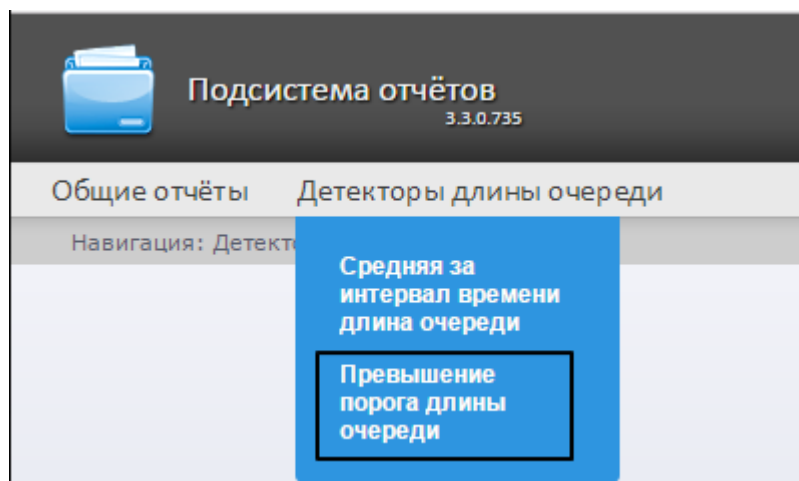 Подсистема отчётов
3.3.0.735
Общие отчёты Детекторы длины очереди
Навигация:
Средняя за
интервал времени
длина очереди
Превышение
порога длины
очереди